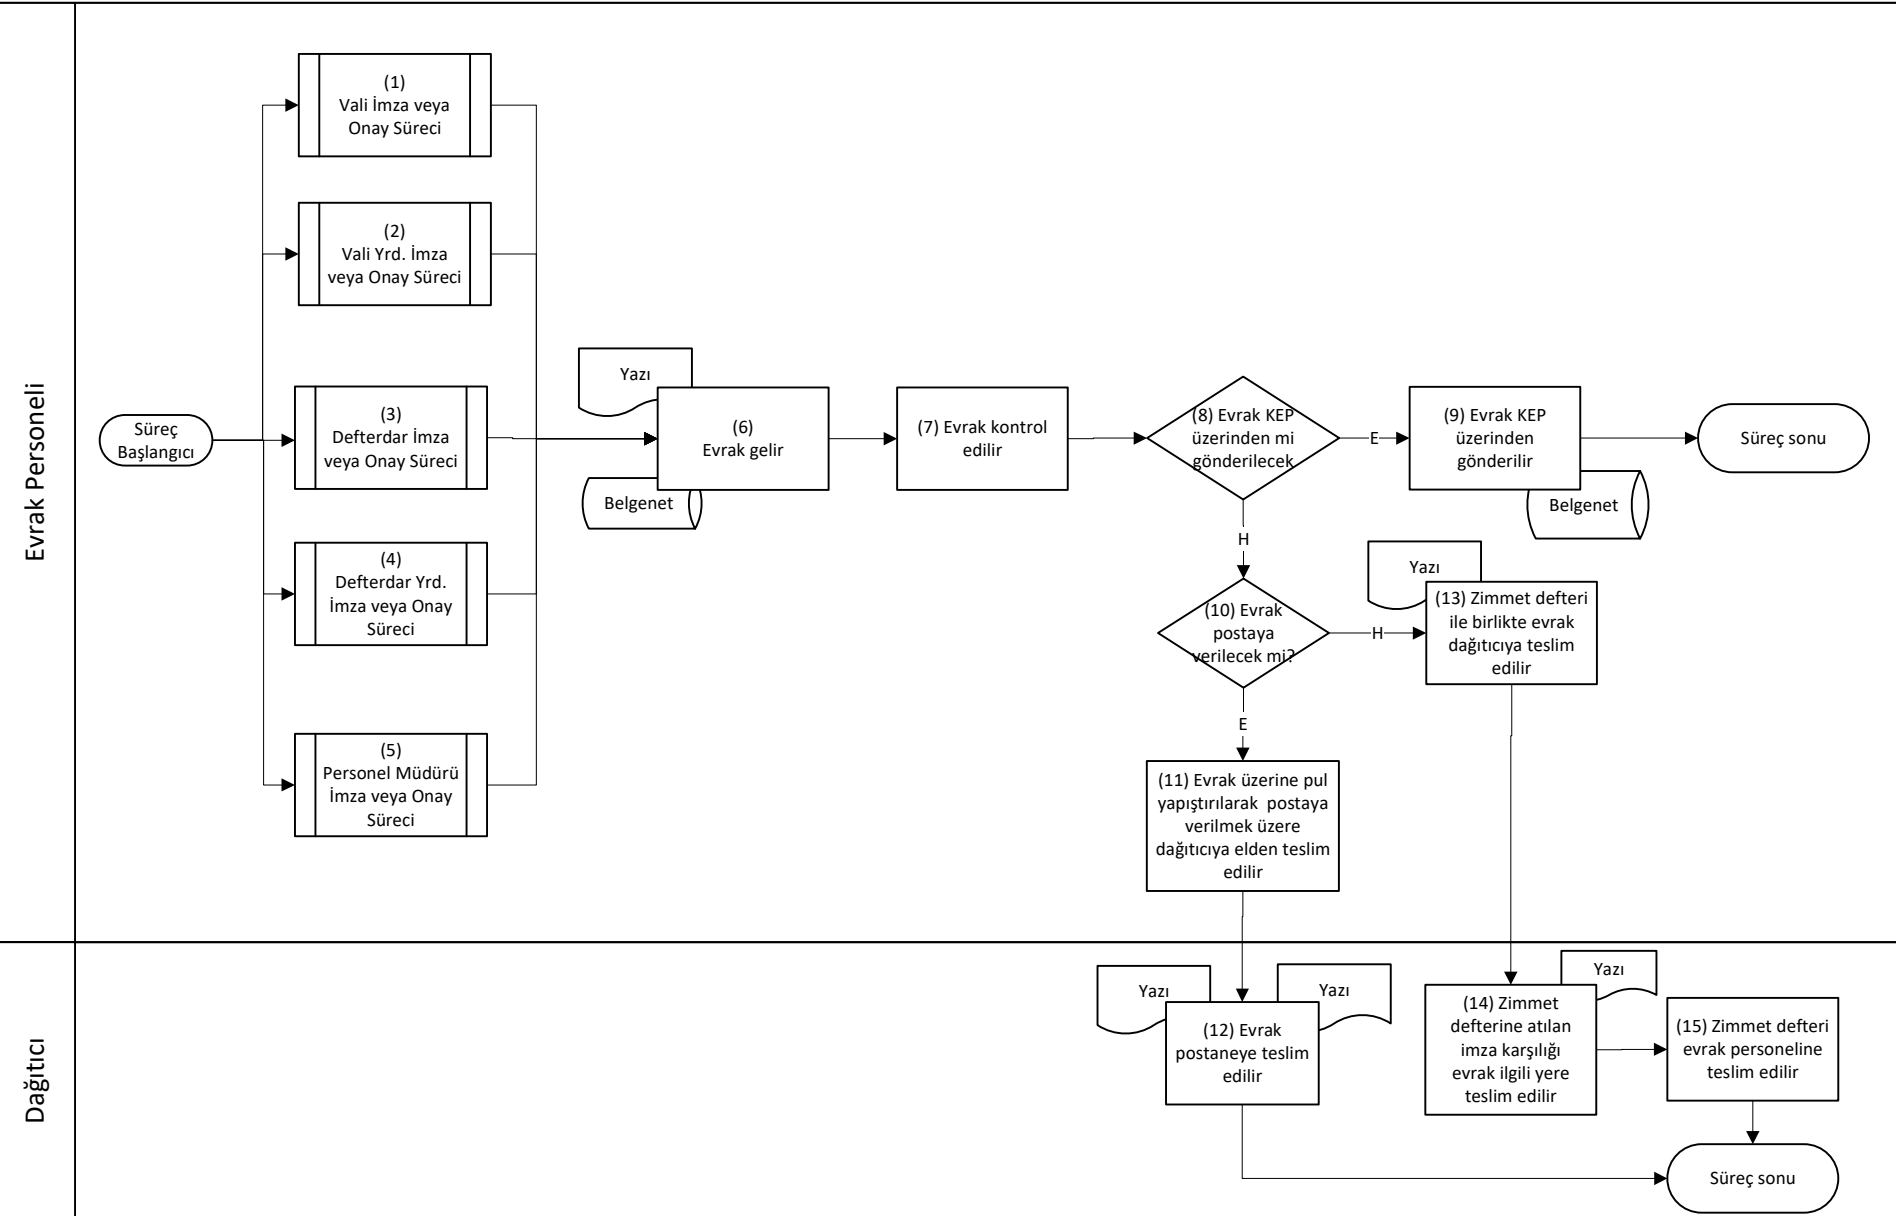 Evrak Personeli
Süreç
Başlangıcı
(1)
Vali İmza veya
Onay Süreci
(2)
Vali Yrd. İmza
veya Onay Süreci
(3)
Defterdar İmza
veya Onay Süreci
(4)
Defterdar Yrd.
İmza veya Onay
Süreci
(5)
Personel Müdürü
İmza veya Onay
Süreci
Yazı
(6)
Evrak gelir
Belgenet
(7) Evrak kontrol
edilir
(8) Evrak KEP
üzerinden mi
gönderilecek
E
(9) Evrak KEP
üzerinden
gönderilir
Belgenet
Süreç sonu
H
(10) Evrak
postaya
verilecek mi?
H
Yazı
(13) Zimmet defteri
ile birlikte evrak
dağıtıcıya teslim
edilir
E
(11) Evrak üzerine pul
yapıştırılarak  postaya
verilmek üzere
dağıtıcıya elden teslim
edilir
Dağıtıcı
Yazı
Yazı
(12) Evrak
postaneye teslim
edilir
Yazı
(14) Zimmet
defterine atılan
imza karşılığı
evrak ilgili yere
teslim edilir
(15) Zimmet defteri
evrak personeline
teslim edilir
Süreç sonu